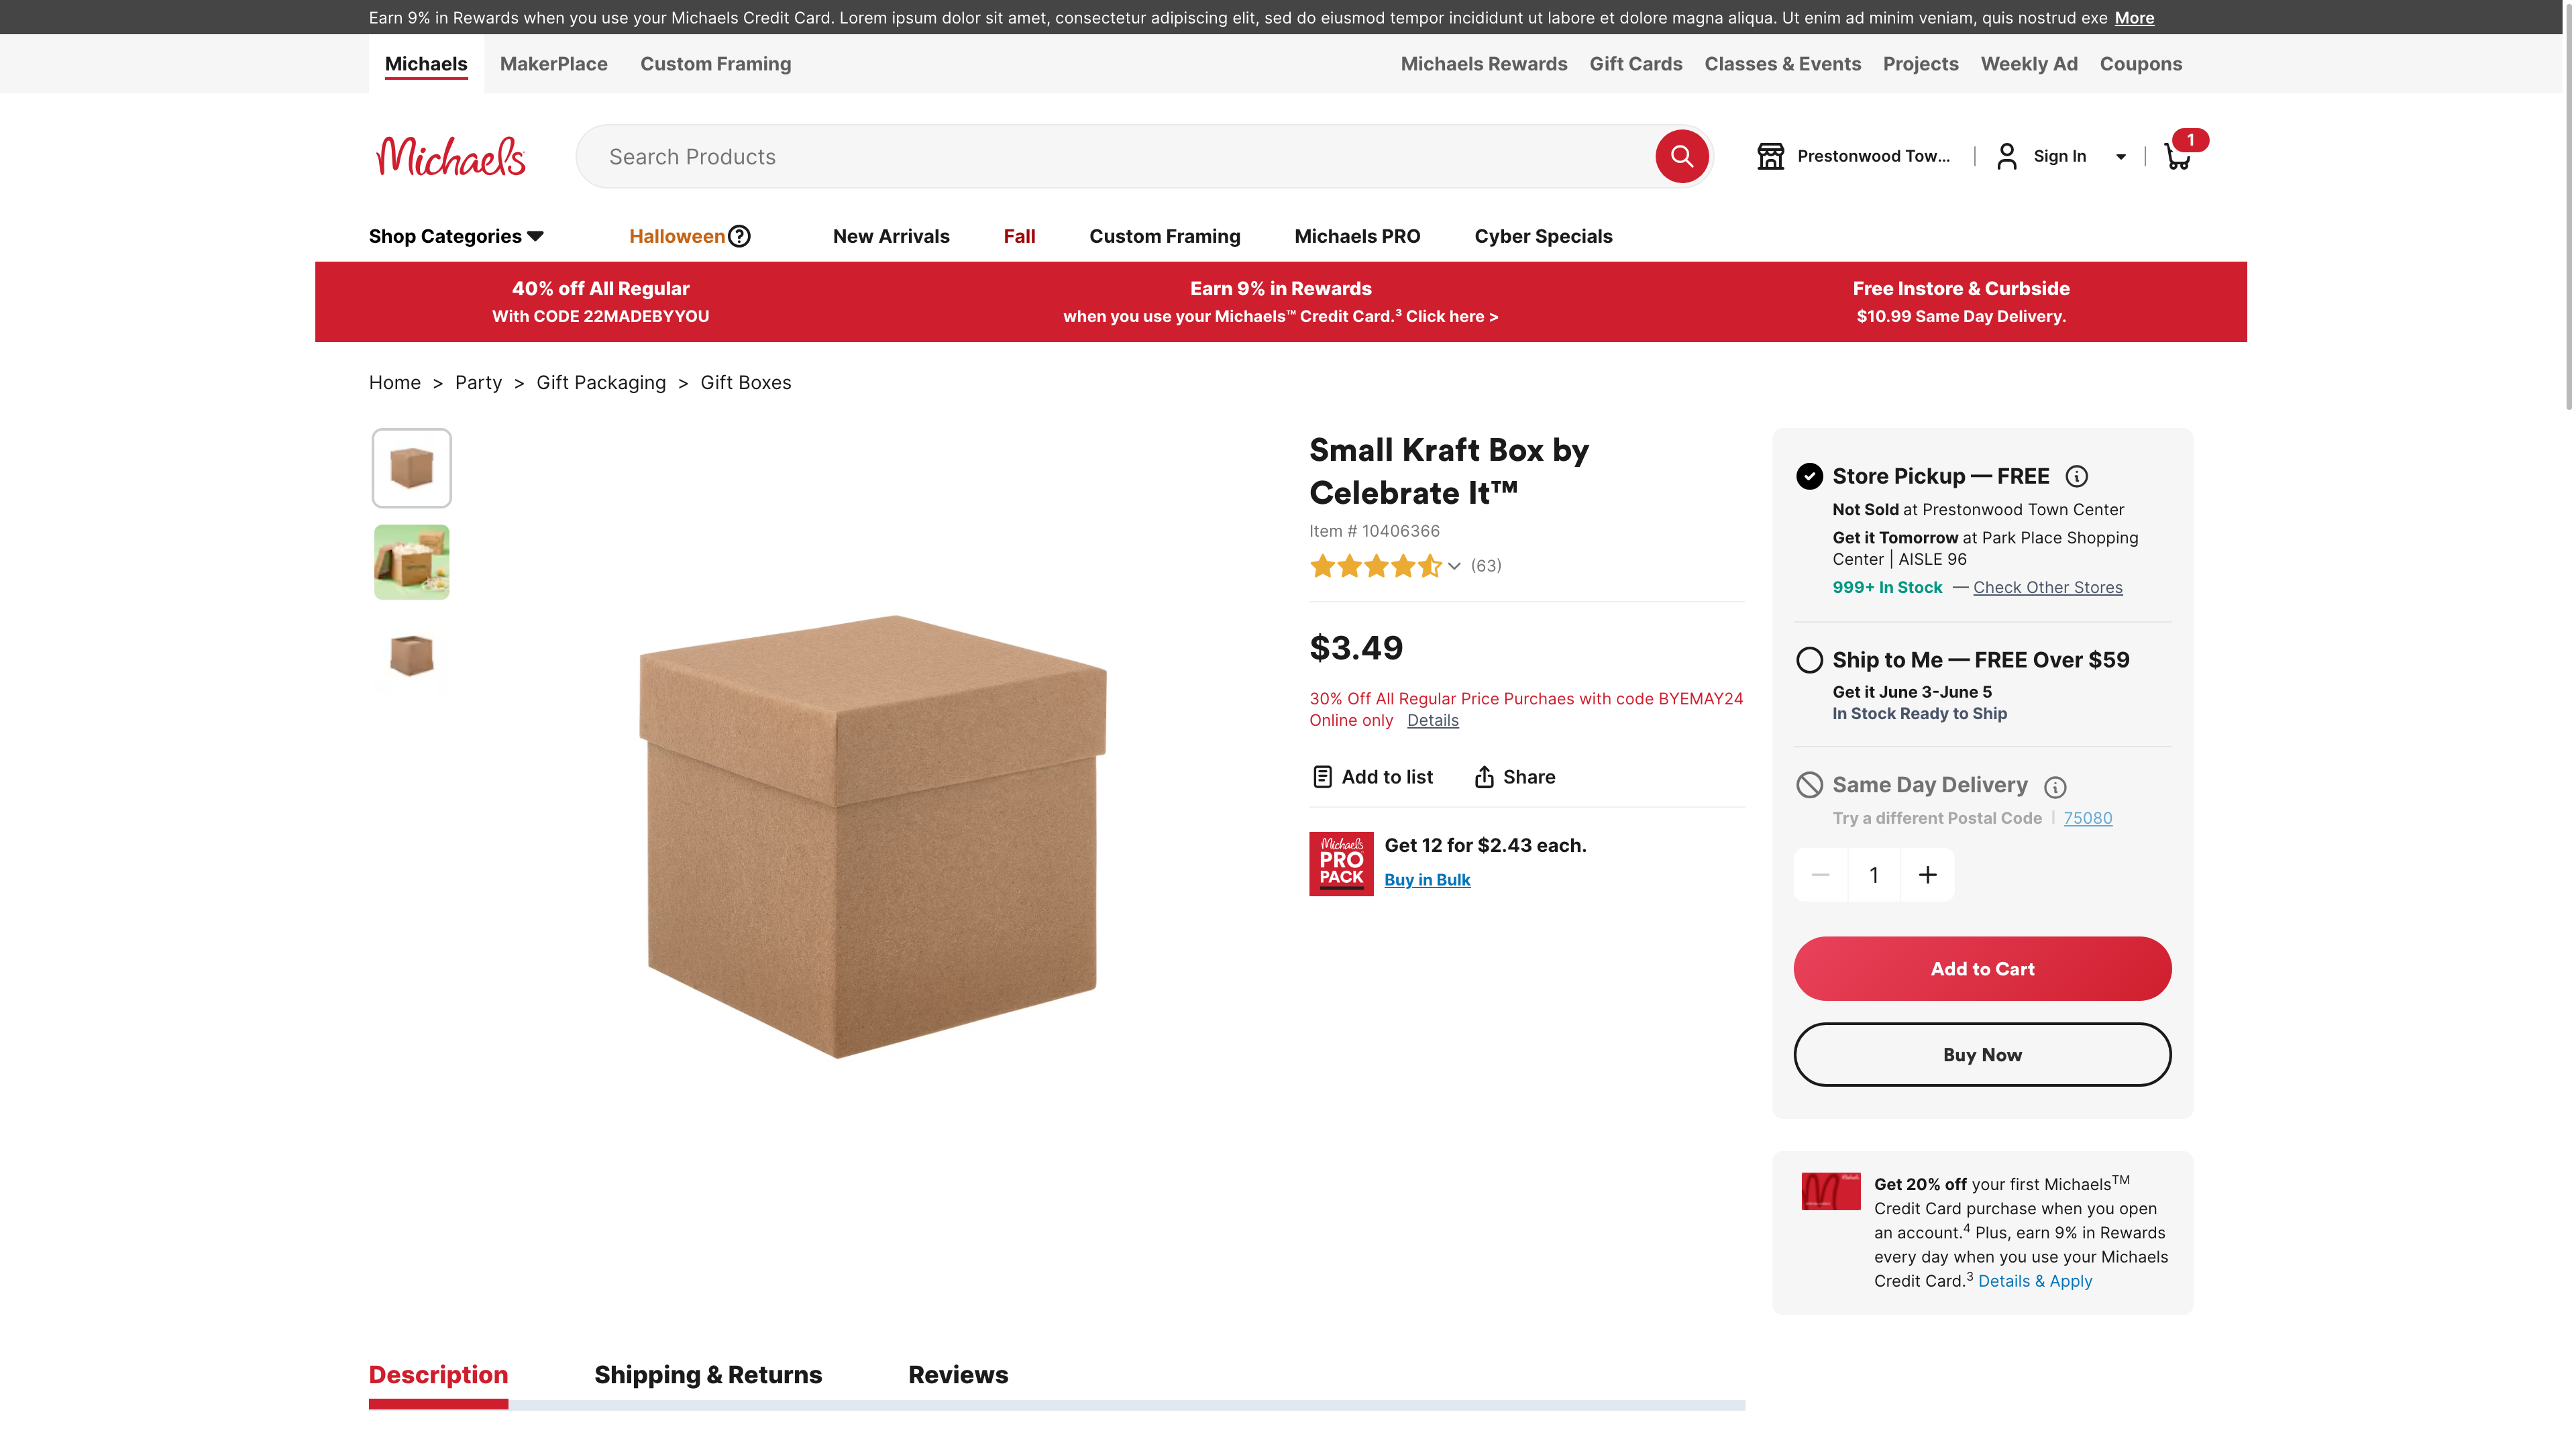 Earn 9% in Rewards when you use your Michaels Credit Card. Lorem ipsum dolor sit amet, consectetur adipiscing elit, sed do eiusmod tempor incididunt ut labore et dolore magna aliqua. Ut enim ad minim veniam, quis nostrud exe More
Michaels MakerPlace Custom Framing Michaels Rewards Gift Cards Classes & Events Projects Weekly Ad Coupons
Michaels Search Products Prestonwood Tow... Sign In 1
Shop Categories Halloween New Arrivals Fall Custom Framing Michaels PRO Cyber Specials
40% off All Regular Earn 9% in Rewards Free Instore & Curbside
With CODE 22MADEBYYOU when you use your Michaels™ Credit Card.³ Click here > $10.99 Same Day Delivery.
Home > Party > Gift Packaging > Gift Boxes
Small Kraft Box by
Celebrate It™
Item # 10406366
(63)
$3.49
30% Off All Regular Price Purchaes with code BYEMAY24
Online only Details
Add to list Share
Michaels
PRO
PACK
Get 12 for $2.43 each.
Buy in Bulk
Store Pickup — FREE
Not Sold at Prestonwood Town Center
Get it Tomorrow at Park Place Shopping
Center | AISLE 96
999+ In Stock — Check Other Stores
Ship to Me — FREE Over $59
Get it June 3-June 5
In Stock Ready to Ship
Same Day Delivery
Try a different Postal Code | 75080
1
Add to Cart
Buy Now
Get 20% off your first Michaels™
Credit Card purchase when you open
an account.⁴ Plus, earn 9% in Rewards
every day when you use your Michaels
Credit Card.³ Details & Apply
Description Shipping & Returns Reviews